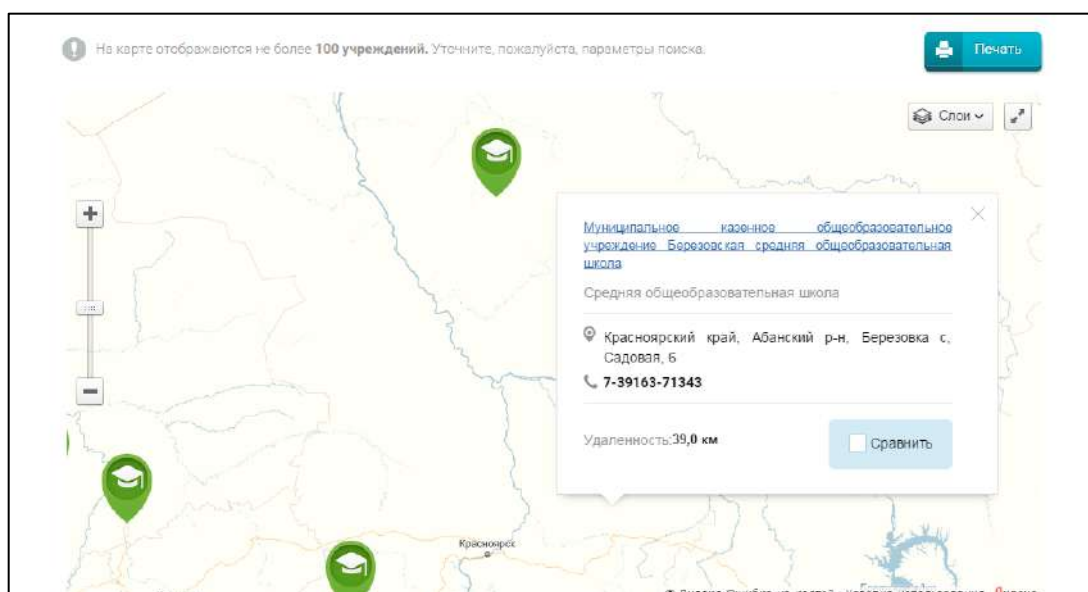 На карте отображаются не более 100 учреждений. Уточните, пожалуйста, параметры поиска.
Печать
Слои
Муниципальное казенное общеобразовательное
учреждение Березовская средняя общеобразовательная
школа
Средняя общеобразовательная школа
Красноярский край, Абанский р-н, Березовка с,
Садовая, 6
7-39163-71343
Удаленность:39,0 км
Сравнить
Красноярск